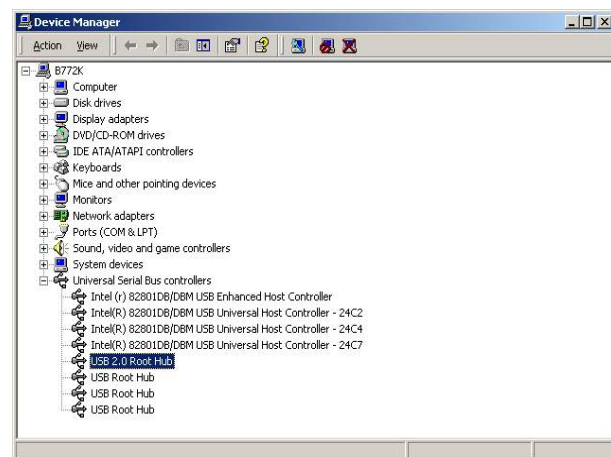 Device Manager
Action View
B772K
Computer
Disk drives
Display adapters
DVD/CD-ROM drives
IDE ATA/ATAPI controllers
Keyboards
Mice and other pointing devices
Monitors
Network adapters
Ports (COM & LPT)
Sound, video and game controllers
System devices
Universal Serial Bus controllers
Intel (r) 82801DB/DBM USB Enhanced Host Controller
Intel(R) 82801DB/DBM USB Universal Host Controller - 24C2
Intel(R) 82801DB/DBM USB Universal Host Controller - 24C4
Intel(R) 82801DB/DBM USB Universal Host Controller - 24C7
USB 2.0 Root Hub
USB Root Hub
USB Root Hub
USB Root Hub